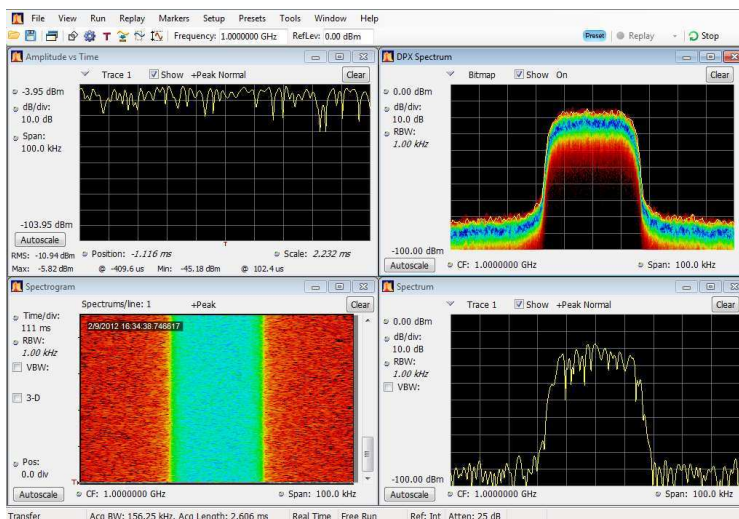 File View Run Replay Markers Setup Presets Tools Window Help
T Frequency: 1.0000000 GHz RefLev: 0.00 dBm Preset Replay Stop
Amplitude vs Time
Trace 1 Show +Peak Normal Clear
-3.95 dBm
dB/div:
10.0 dB
Span:
100.0 kHz
-103.95 dBm
Autoscale
T
Position: -1.116 ms Scale: 2.232 ms
RMS: -10.94 dBm
Max: -5.82 dBm @ -409.6 us Min: -45.18 dBm @ 102.4 us
DPX Spectrum
Bitmap Show On Clear
0.00 dBm
dB/div:
10.0 dB
RBW:
1.00 kHz
-100.00 dBm
Autoscale CF: 1.0000000 GHz Span: 100.0 kHz
Spectrogram
Spectrums/line: 1 +Peak Clear
Time/div:
111 ms
RBW:
1.00 kHz
VBW:
3-D
Pos:
0.0 div
2/9/2012 16:34:38.746617
T
Autoscale CF: 1.0000000 GHz Span: 100.0 kHz
Spectrum
Trace 1 Show +Peak Normal Clear
0.00 dBm
dB/div:
10.0 dB
RBW:
1.00 kHz
VBW:
-100.00 dBm
Autoscale CF: 1.0000000 GHz Span: 100.0 kHz
Transfer Acq BW: 156.25 kHz, Acq Length: 2.606 ms Real Time Free Run Ref: Int Atten: 25 dB